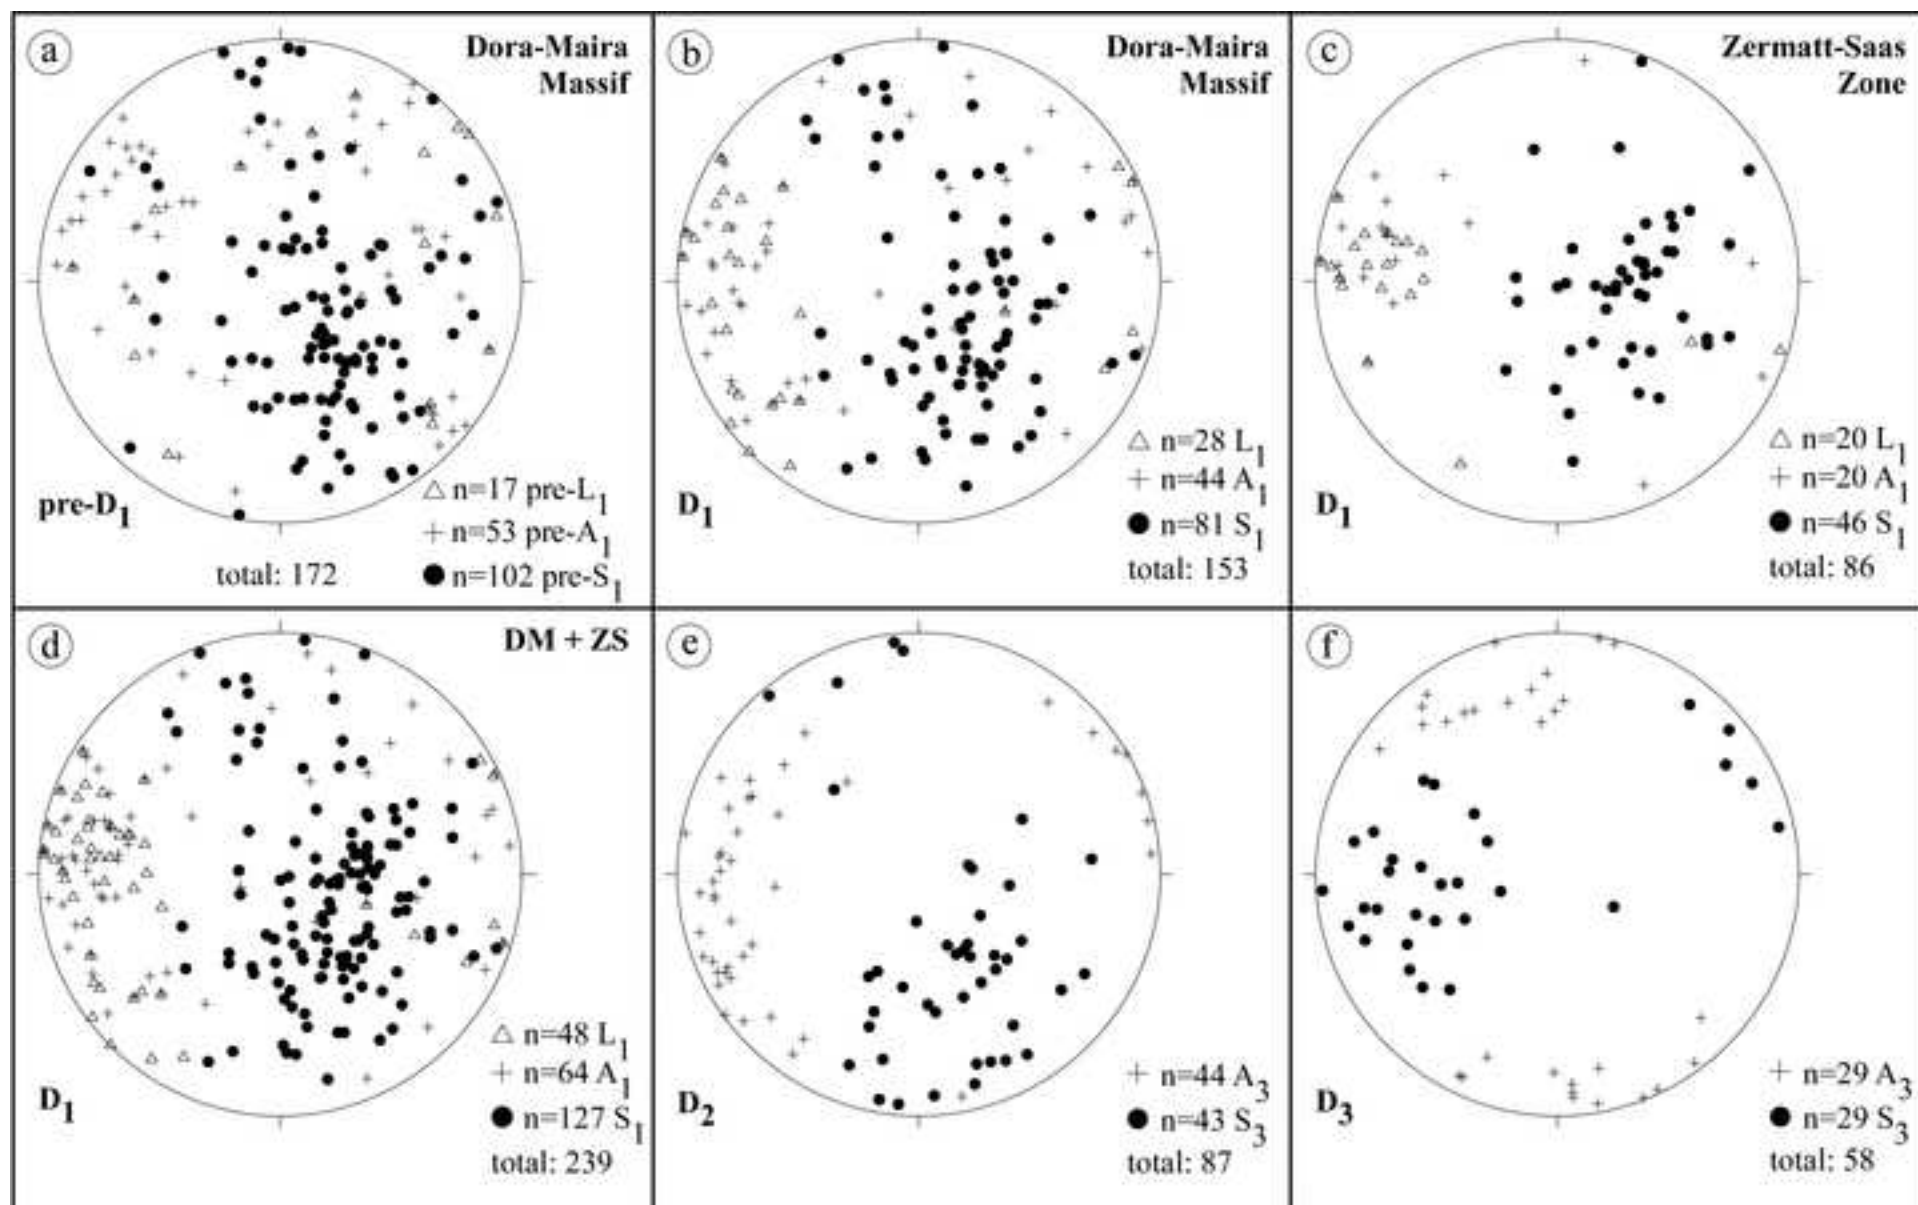 a
Dora-Maira
Massif
pre-D1
n=17 pre-L1
n=53 pre-A1
n=102 pre-S1
total: 172
b
Dora-Maira
Massif
D1
n=28 L1
n=44 A1
n=81 S1
total: 153
c
Zermatt-Saas
Zone
D1
n=20 L1
n=20 A1
n=46 S1
total: 86
d
DM + ZS
D1
n=48 L1
n=64 A1
n=127 S1
total: 239
e
D2
n=44 A3
n=43 S3
total: 87
f
D3
n=29 A3
n=29 S3
total: 58